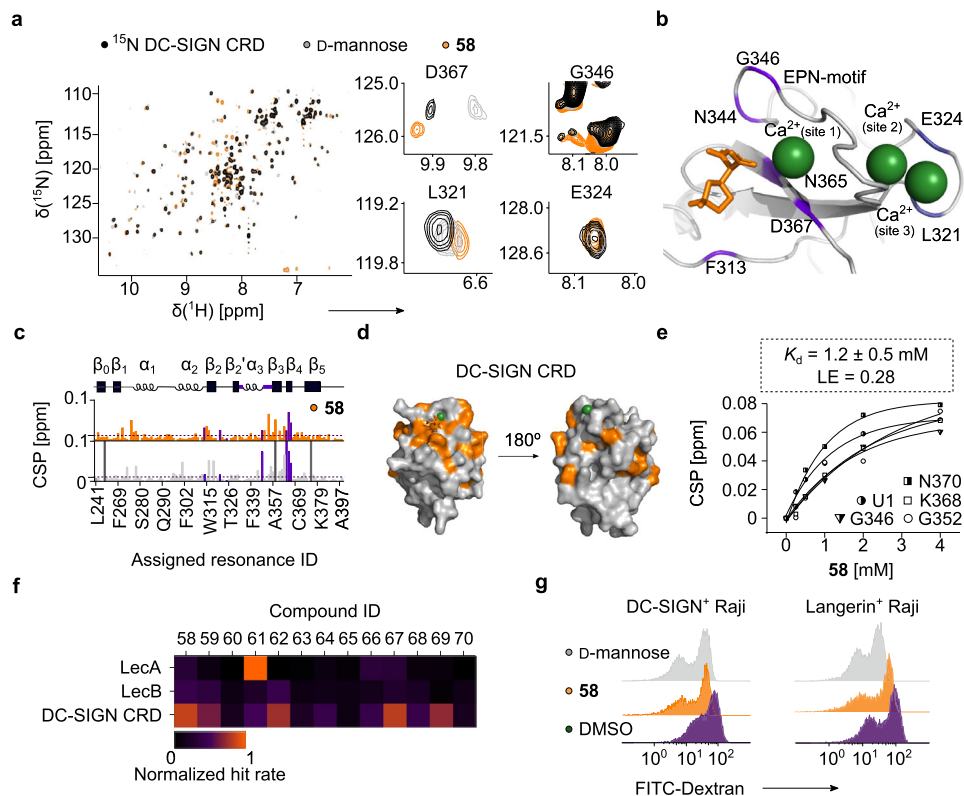 a
¹⁵N DC-SIGN CRD
D-mannose
58
110
120
130
δ(¹⁵N) [ppm]
10
9
8
7
δ(¹H) [ppm]
D367
125.0
126.0
9.9
9.8
G346
121.5
8.1
8.0
L321
119.2
119.8
6.6
E324
128.0
128.6
8.1
8.0
b
G346
EPN-motif
N344
Ca²⁺(site 1)
Ca²⁺
(site 2)
E324
N365
D367
Ca²⁺
(site 3)
L321
F313
c
β₀ β₁ α₁ α₂ β₂ β₂' α₃ β₃ β₄ β₅
0.1
0.1
0
58
CSP [ppm]
L241
F269
S280
Q290
F302
W315
T326
F339
A357
C369
K379
A397
Assigned resonance ID
d
DC-SIGN CRD
180º
e
Kd = 1.2 ± 0.5 mM
LE = 0.28
0.08
0.06
0.04
0.02
0
CSP [ppm]
N370
U1
K368
G346
G352
0 1 2 3 4
58 [mM]
f
Compound ID
58 59 60 61 62 63 64 65 66 67 68 69 70
LecA
LecB
DC-SIGN CRD
0 1
Normalized hit rate
g
DC-SIGN⁺ Raji
Langerin⁺ Raji
D-mannose
58
DMSO
10⁰ 10¹ 10²
10⁰ 10¹ 10²
FITC-Dextran